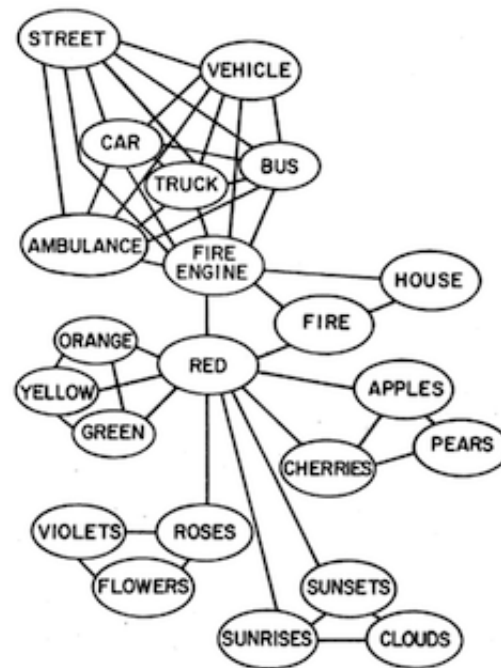 STREET
VEHICLE
CAR
BUS
TRUCK
AMBULANCE
FIRE
ENGINE
HOUSE
FIRE
ORANGE
RED
YELLOW
APPLES
GREEN
PEARS
CHERRIES
VIOLETS
ROSES
FLOWERS
SUNSETS
SUNRISES
CLOUDS